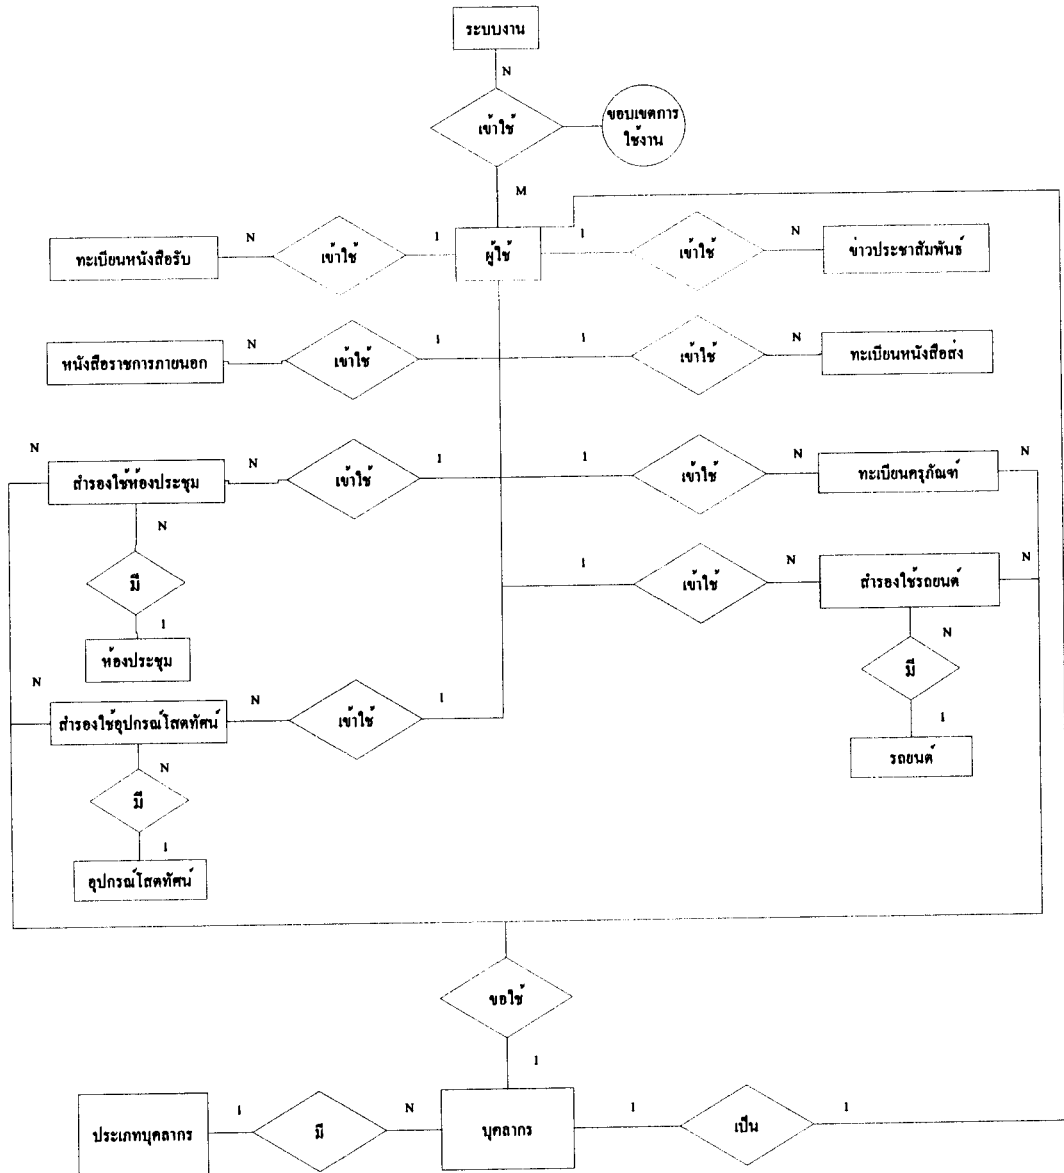 ระบบงาน
N
เข้าใช้
ขอบเขตการ
ใช้งาน
M
ทะเบียนหนังสือรับ
N
เข้าใช้
1
ผู้ใช้
1
เข้าใช้
N
ข่าวประชาสัมพันธ์
หนังสือราชการภายนอก
N
เข้าใช้
1
1
เข้าใช้
N
ทะเบียนหนังสือส่ง
N
สำรองใช้ห้องประชุม
N
เข้าใช้
1
1
เข้าใช้
N
ทะเบียนครุภัณฑ์
N
N
มี
1
ห้องประชุม
1
เข้าใช้
N
สำรองใช้รถยนต์
N
N
มี
1
รถยนต์
N
สำรองใช้อุปกรณ์โสตทัศน์
N
เข้าใช้
1
N
มี
1
อุปกรณ์โสตทัศน์
ขอใช้
1
ประเภทบุคลากร
1
มี
N
บุคลากร
1
เป็น
1